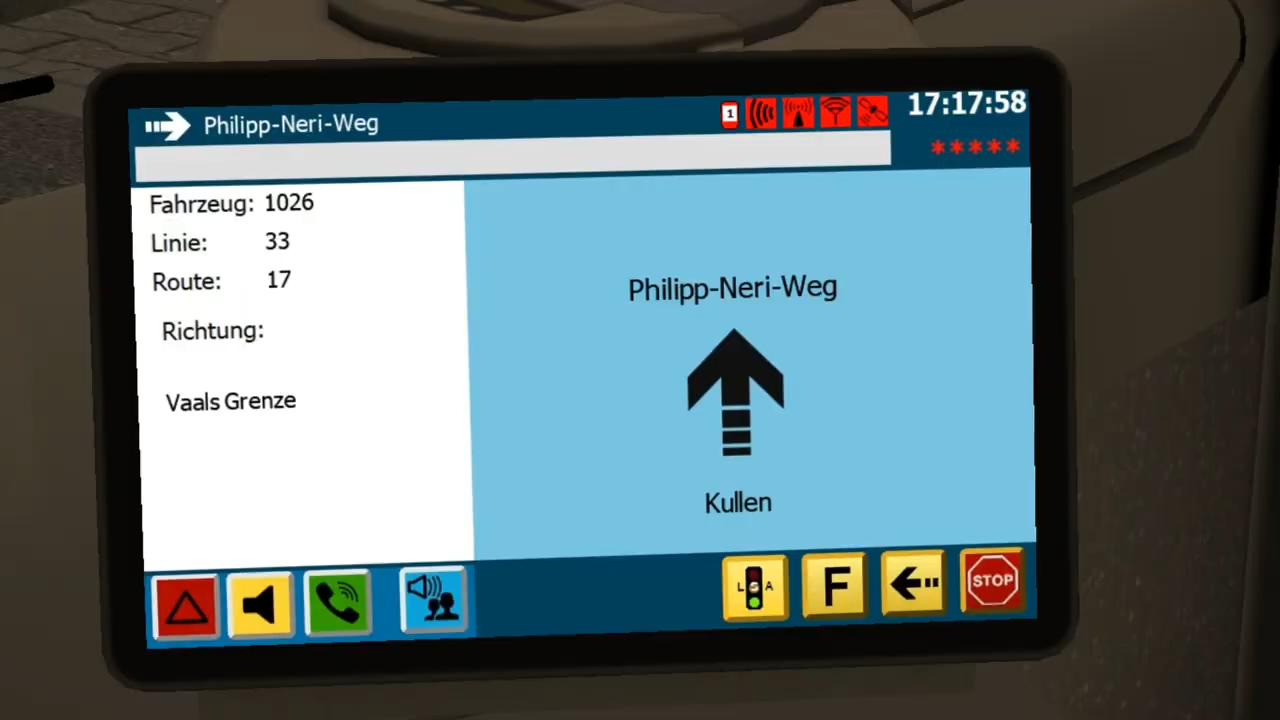 Philipp-Neri-Weg
1
17:17:58
*****
Fahrzeug: 1026
Linie: 33
Route: 17
Richtung:
Vaals Grenze
Philipp-Neri-Weg
Kullen
L S A
F
STOP